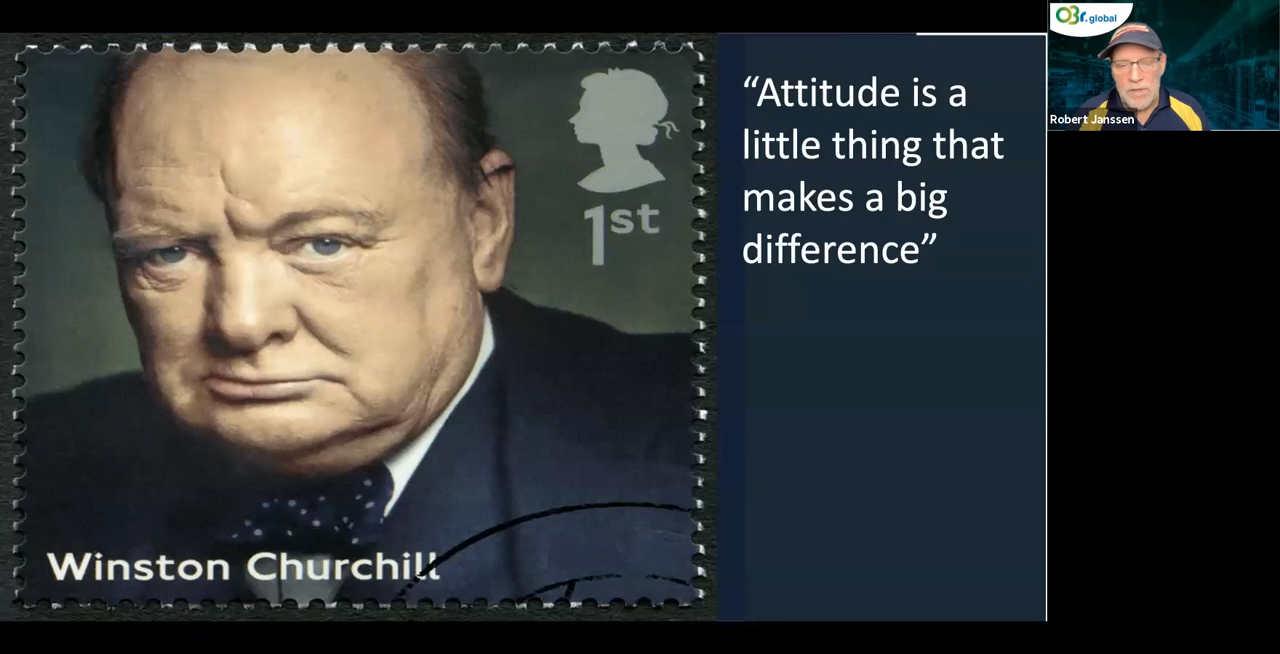 1st
Winston Churchill
“Attitude is a
little thing that
makes a big
difference”
OBr.global
Robert Janssen